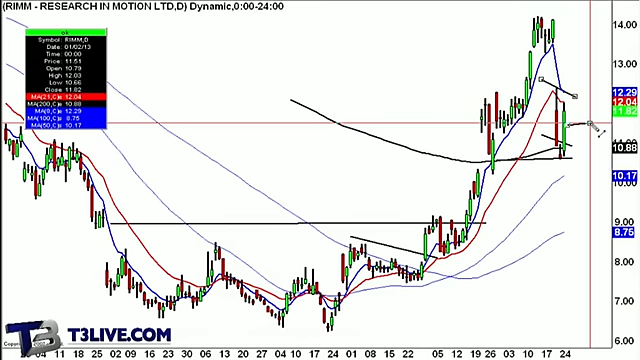 (RIMM - RESEARCH IN MOTION LTD,D) Dynamic,0:00-24:00
ok
Symbol: RIMM,D
Date: 01/02/13
Time: 00:00
Price: 11.51
Open 10.79
High 12.03
Low 10.66
Close 11.82
MA(21,C)= 12.04
MA(200,C)= 10.88
MA(8,C)= 12.29
MA(100,C)= 8.75
MA(50,C)= 10.17
14.00
13.00
12.29
12.04
11.82
10.88
10.17
10.00
9.00
8.75
8.00
7.00
6.00
04 11 18 25 02 09 16 23 06 13 20 27 04 10 17 24 01 08 15 22 05 12 19 26 03 10 17 24
T3 T3LIVE.COM